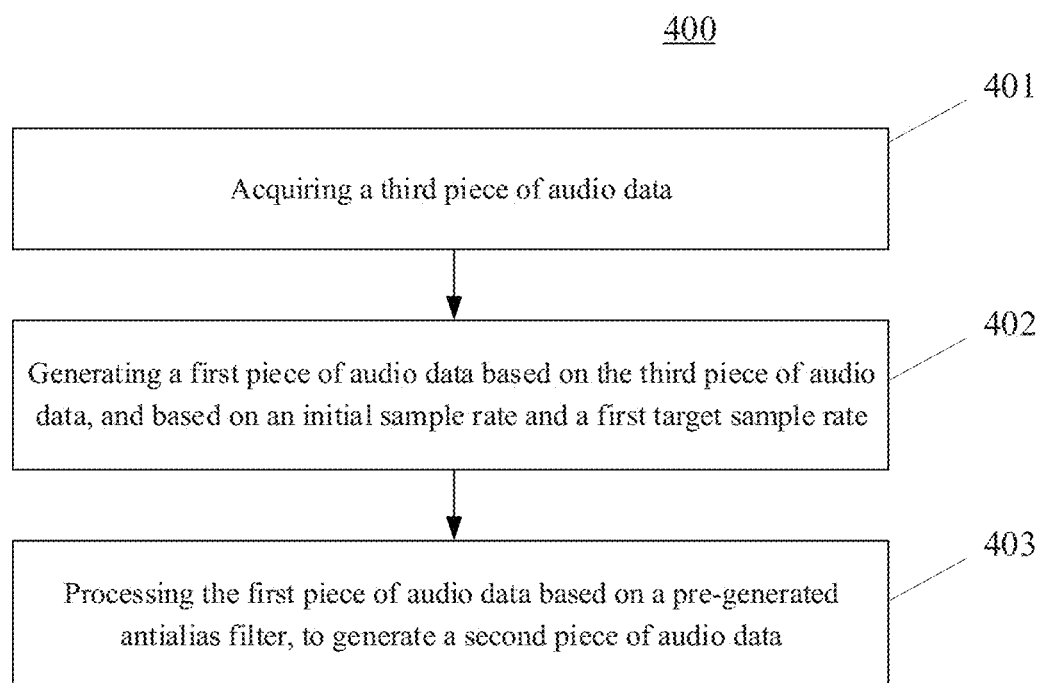 400
401
Acquiring a third piece of audio data
402
Generating a first piece of audio data based on the third piece of audio
data, and based on an initial sample rate and a first target sample rate
403
Processing the first piece of audio data based on a pre-generated
antialias filter, to generate a second piece of audio data